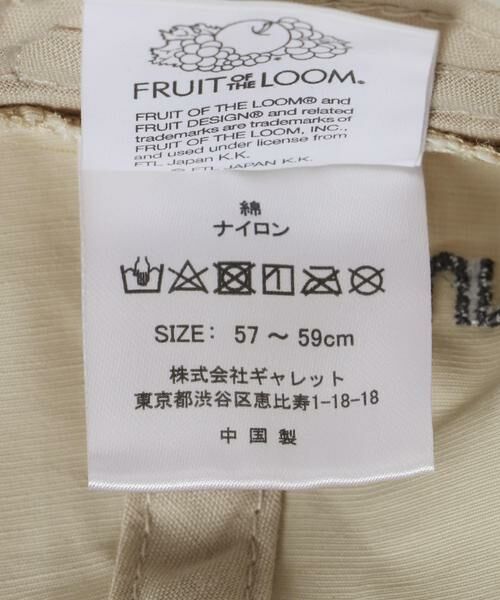 FRUIT OF THE LOOM®
FRUIT OF THE LOOM® and
FRUIT DESIGN® and related
trademarks are trademarks of
FRUIT OF THE LOOM, INC.,
and used under license from
FTL Japan K.K.
© FTL JAPAN K.K.
綿
ナイロン
SIZE: 57 ～ 59cm
株式会社ギャレット
東京都渋谷区恵比寿1-18-18
中国製